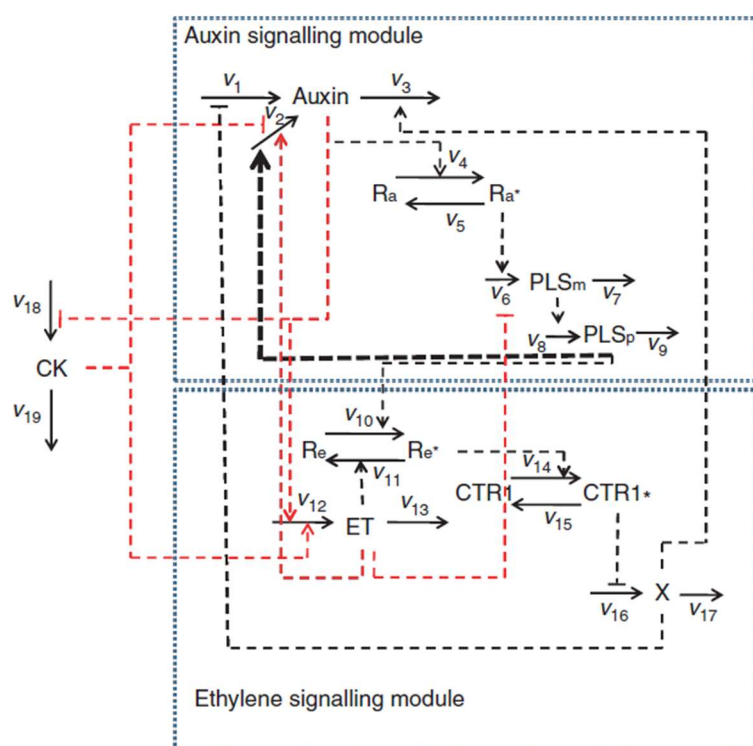 Auxin signalling module
v1 Auxin v3
v2
v4
Ra Ra*
v5
v6 PLSm v7
v18
v8 PLSp v9
CK
v19
v10
Re Re*
v11
v14
CTR1 CTR1*
v12
ET v13
v15
v16 X v17
Ethylene signalling module